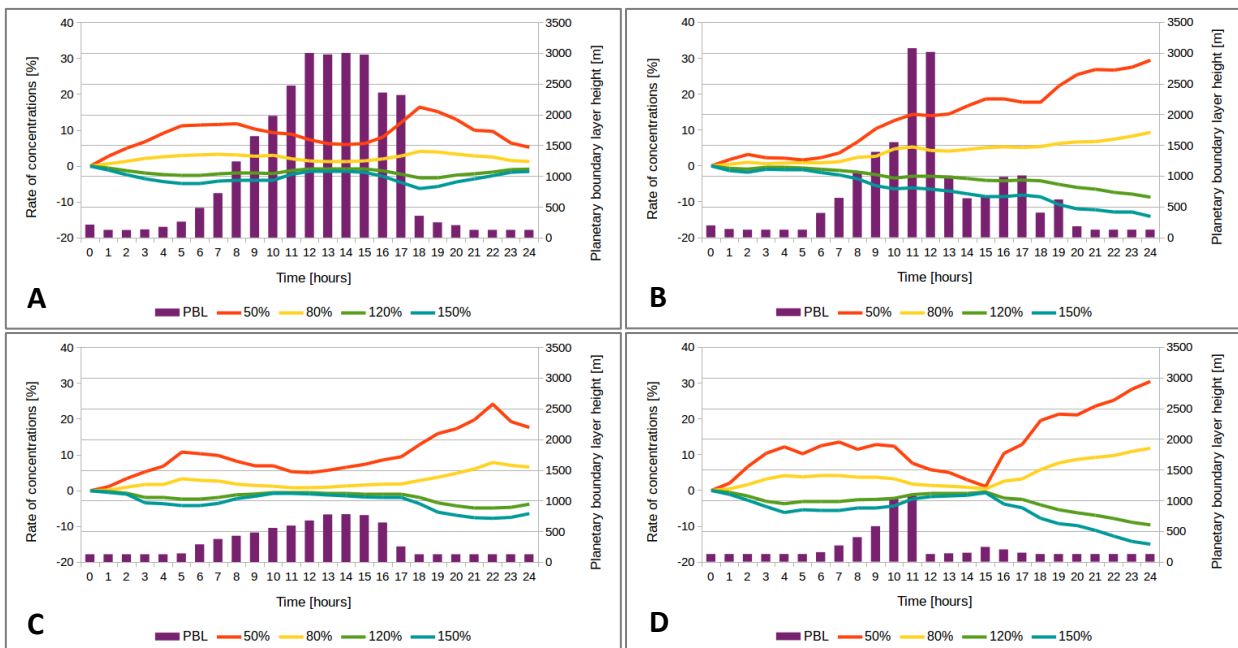 40
30
20
10
0
-10
-20
Rate of concentrations [%]
3500
3000
2500
2000
1500
1000
500
0
Planetary boundary layer height [m]
0 1 2 3 4 5 6 7 8 9 10 11 12 13 14 15 16 17 18 19 20 21 22 23 24
Time [hours]
A
PBL 50% 80% 120% 150%
40
30
20
10
0
-10
-20
Rate of concentrations [%]
3500
3000
2500
2000
1500
1000
500
0
Planetary boundary layer height [m]
0 1 2 3 4 5 6 7 8 9 10 11 12 13 14 15 16 17 18 19 20 21 22 23 24
Time [hours]
B
PBL 50% 80% 120% 150%
40
30
20
10
0
-10
-20
Rate of concentrations [%]
3500
3000
2500
2000
1500
1000
500
0
Planetary boundary layer height [m]
0 1 2 3 4 5 6 7 8 9 10 11 12 13 14 15 16 17 18 19 20 21 22 23 24
Time [hours]
C
PBL 50% 80% 120% 150%
40
30
20
10
0
-10
-20
Rate of concentrations [%]
3500
3000
2500
2000
1500
1000
500
0
Planetary boundary layer height [m]
0 1 2 3 4 5 6 7 8 9 10 11 12 13 14 15 16 17 18 19 20 21 22 23 24
Time [hours]
D
PBL 50% 80% 120% 150%